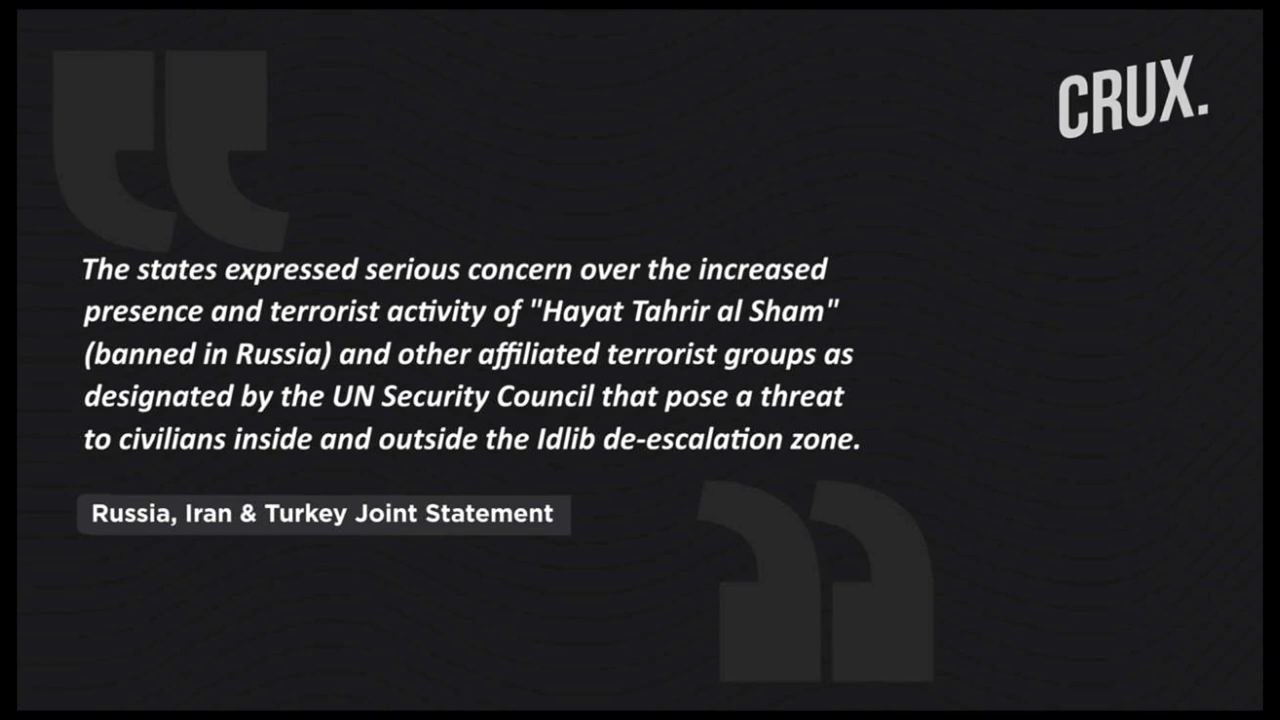 CRUX.
The states expressed serious concern over the increased
presence and terrorist activity of "Hayat Tahrir al Sham"
(banned in Russia) and other affiliated terrorist groups as
designated by the UN Security Council that pose a threat
to civilians inside and outside the Idlib de-escalation zone.
Russia, Iran & Turkey Joint Statement